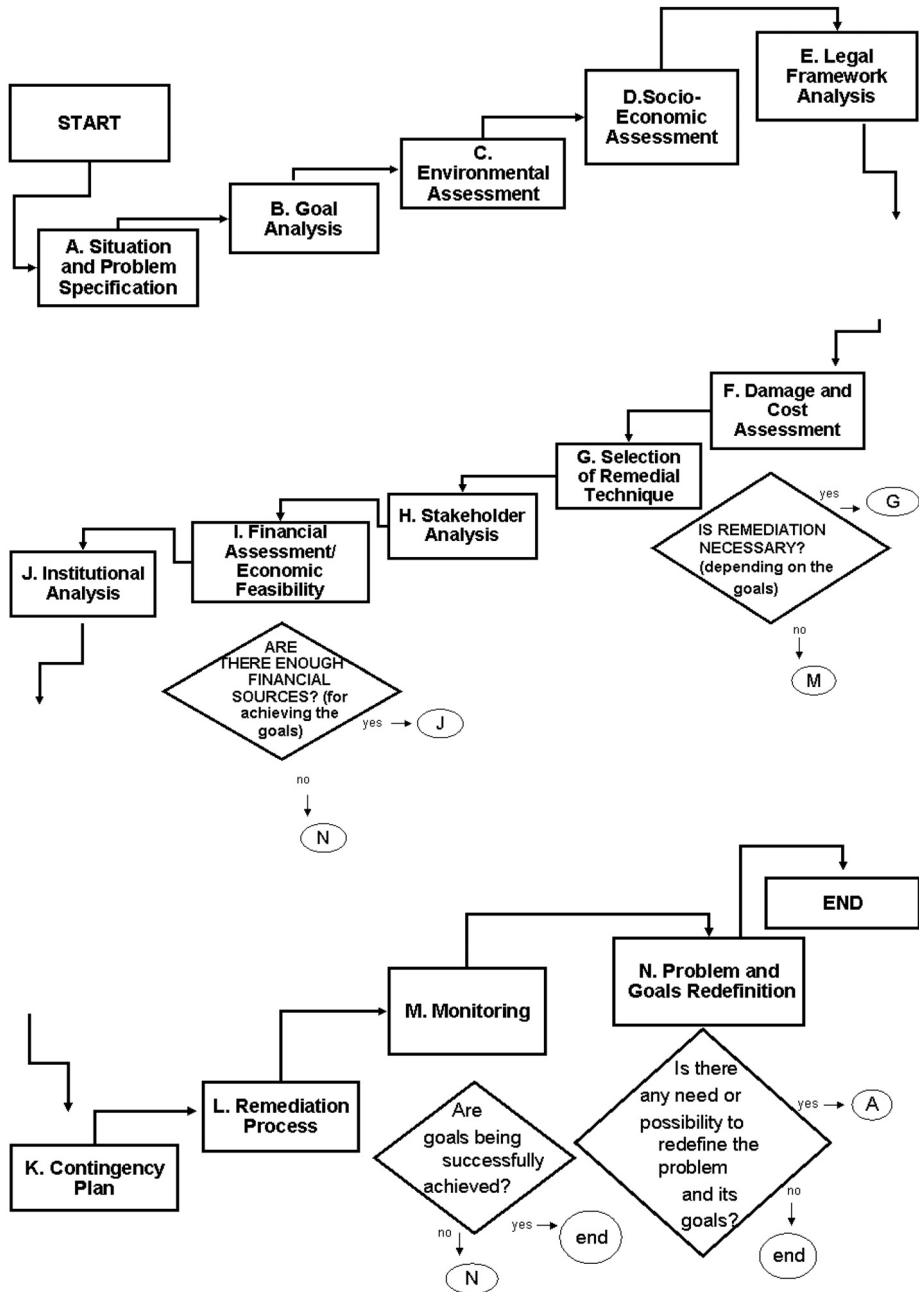 START
A. Situation
and Problem
Specification
B. Goal
Analysis
C.
Environmental
Assessment
D.Socio-
Economic
Assessment
E. Legal
Framework
Analysis
F. Damage and
Cost
Assessment
G. Selection
of Remedial
Technique
H. Stakeholder
Analysis
I. Financial
Assessment/
Economic
Feasibility
J. Institutional
Analysis
IS REMEDIATION
NECESSARY?
(depending on the
goals)
yes
G
no
M
ARE
THERE ENOUGH
FINANCIAL
SOURCES? (for
achieving the
goals)
yes
J
no
N
K. Contingency
Plan
L. Remediation
Process
M. Monitoring
N. Problem and
Goals Redefinition
END
Are
goals being
successfully
achieved?
yes
end
no
N
Is there
any need or
possibility to
redefine the
problem
and its
goals?
yes
A
no
end